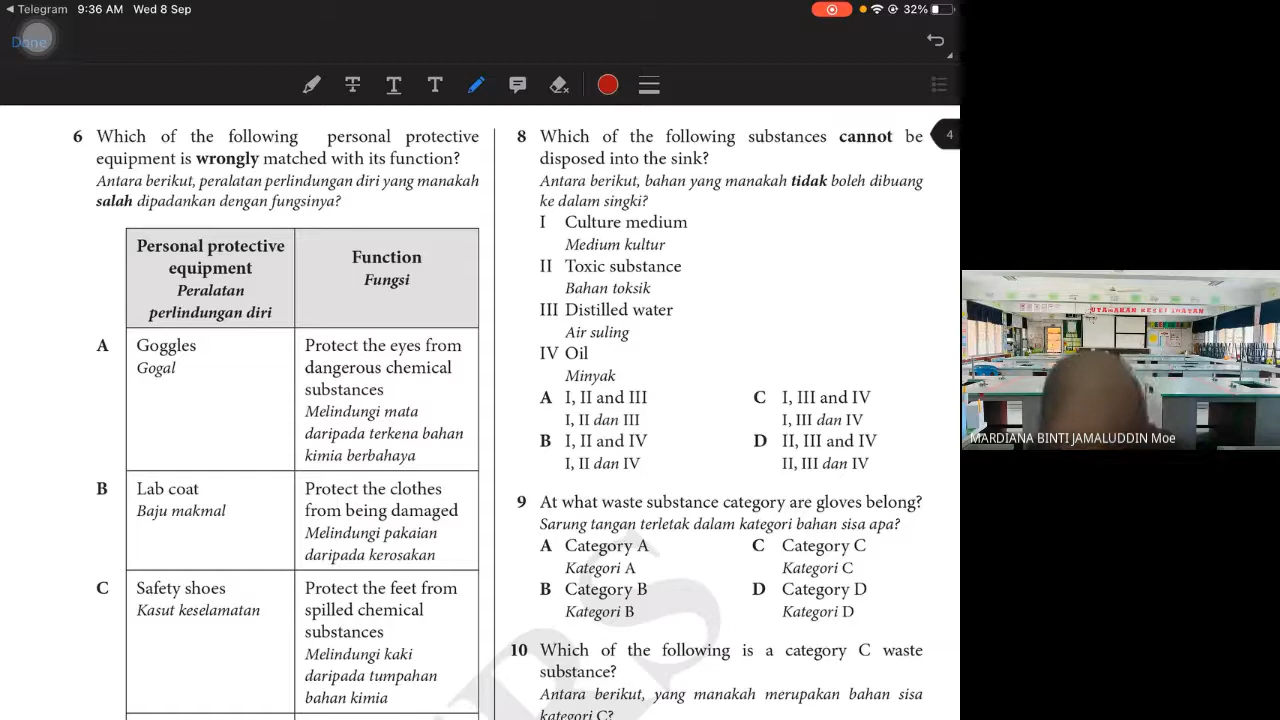 Telegram 9:36 AM Wed 8 Sep
32%
Done
4
6 Which of the following personal protective
equipment is wrongly matched with its function?
Antara berikut, peralatan perlindungan diri yang manakah
salah dipadankan dengan fungsinya?
Personal protective
equipment
Peralatan
perlindungan diri
Function
Fungsi
A Goggles
Gogal
Protect the eyes from
dangerous chemical
substances
Melindungi mata
daripada terkena bahan
kimia berbahaya
B Lab coat
Baju makmal
Protect the clothes
from being damaged
Melindungi pakaian
daripada kerosakan
C Safety shoes
Kasut keselamatan
Protect the feet from
spilled chemical
substances
Melindungi kaki
daripada tumpahan
bahan kimia
8 Which of the following substances cannot be
disposed into the sink?
Antara berikut, bahan yang manakah tidak boleh dibuang
ke dalam singki?
I Culture medium
Medium kultur
II Toxic substance
Bahan toksik
III Distilled water
Air suling
IV Oil
Minyak
A I, II and III
I, II dan III
B I, II and IV
I, II dan IV
C I, III and IV
I, III dan IV
D II, III and IV
II, III dan IV
9 At what waste substance category are gloves belong?
Sarung tangan terletak dalam kategori bahan sisa apa?
A Category A
Kategori A
B Category B
Kategori B
C Category C
Kategori C
D Category D
Kategori D
10 Which of the following is a category C waste
substance?
Antara berikut, yang manakah merupakan bahan sisa
kategori C?
UTAMAKAN KESELAMATAN
MARDIANA BINTI JAMALUDDIN Moe